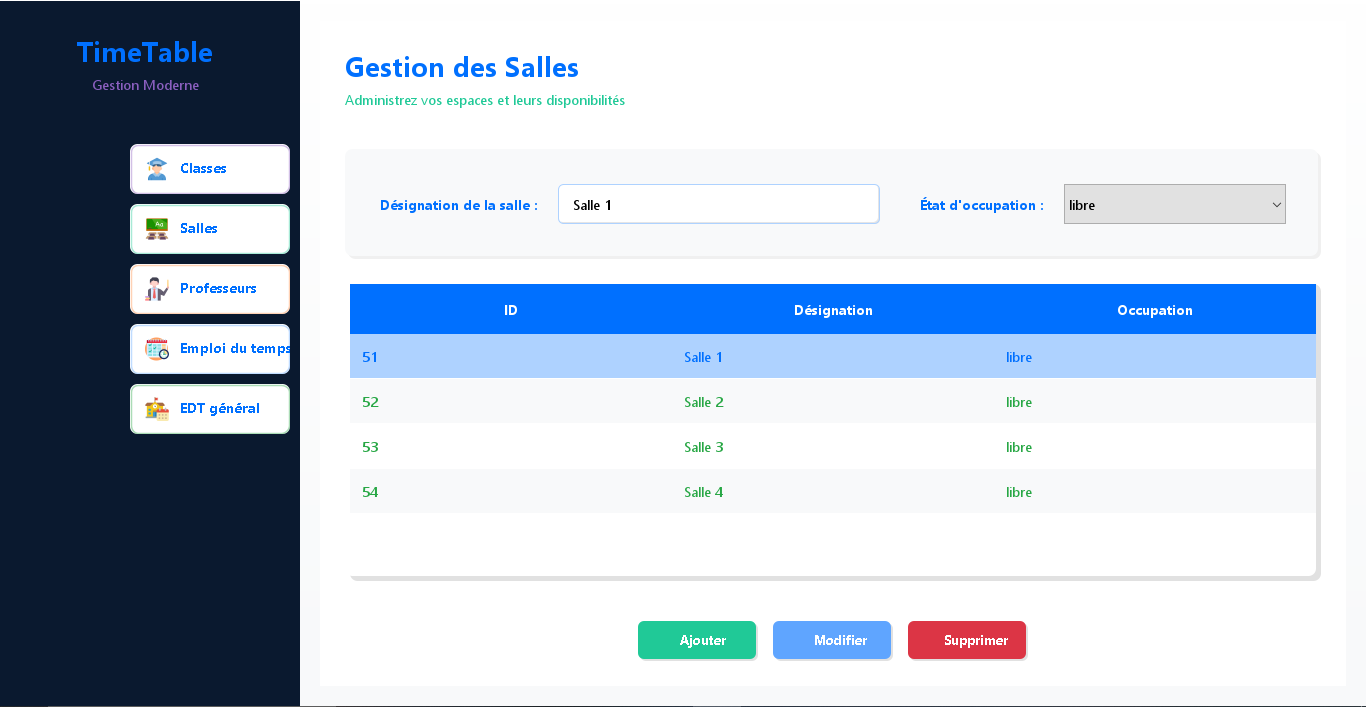 TimeTable
Gestion Moderne
Classes
Salles
Professeurs
Emploi du temps
EDT général
Gestion des Salles
Administrez vos espaces et leurs disponibilités
Désignation de la salle : Salle 1 État d'occupation : libre
ID Désignation Occupation
51 Salle 1 libre
52 Salle 2 libre
53 Salle 3 libre
54 Salle 4 libre
Ajouter Modifier Supprimer